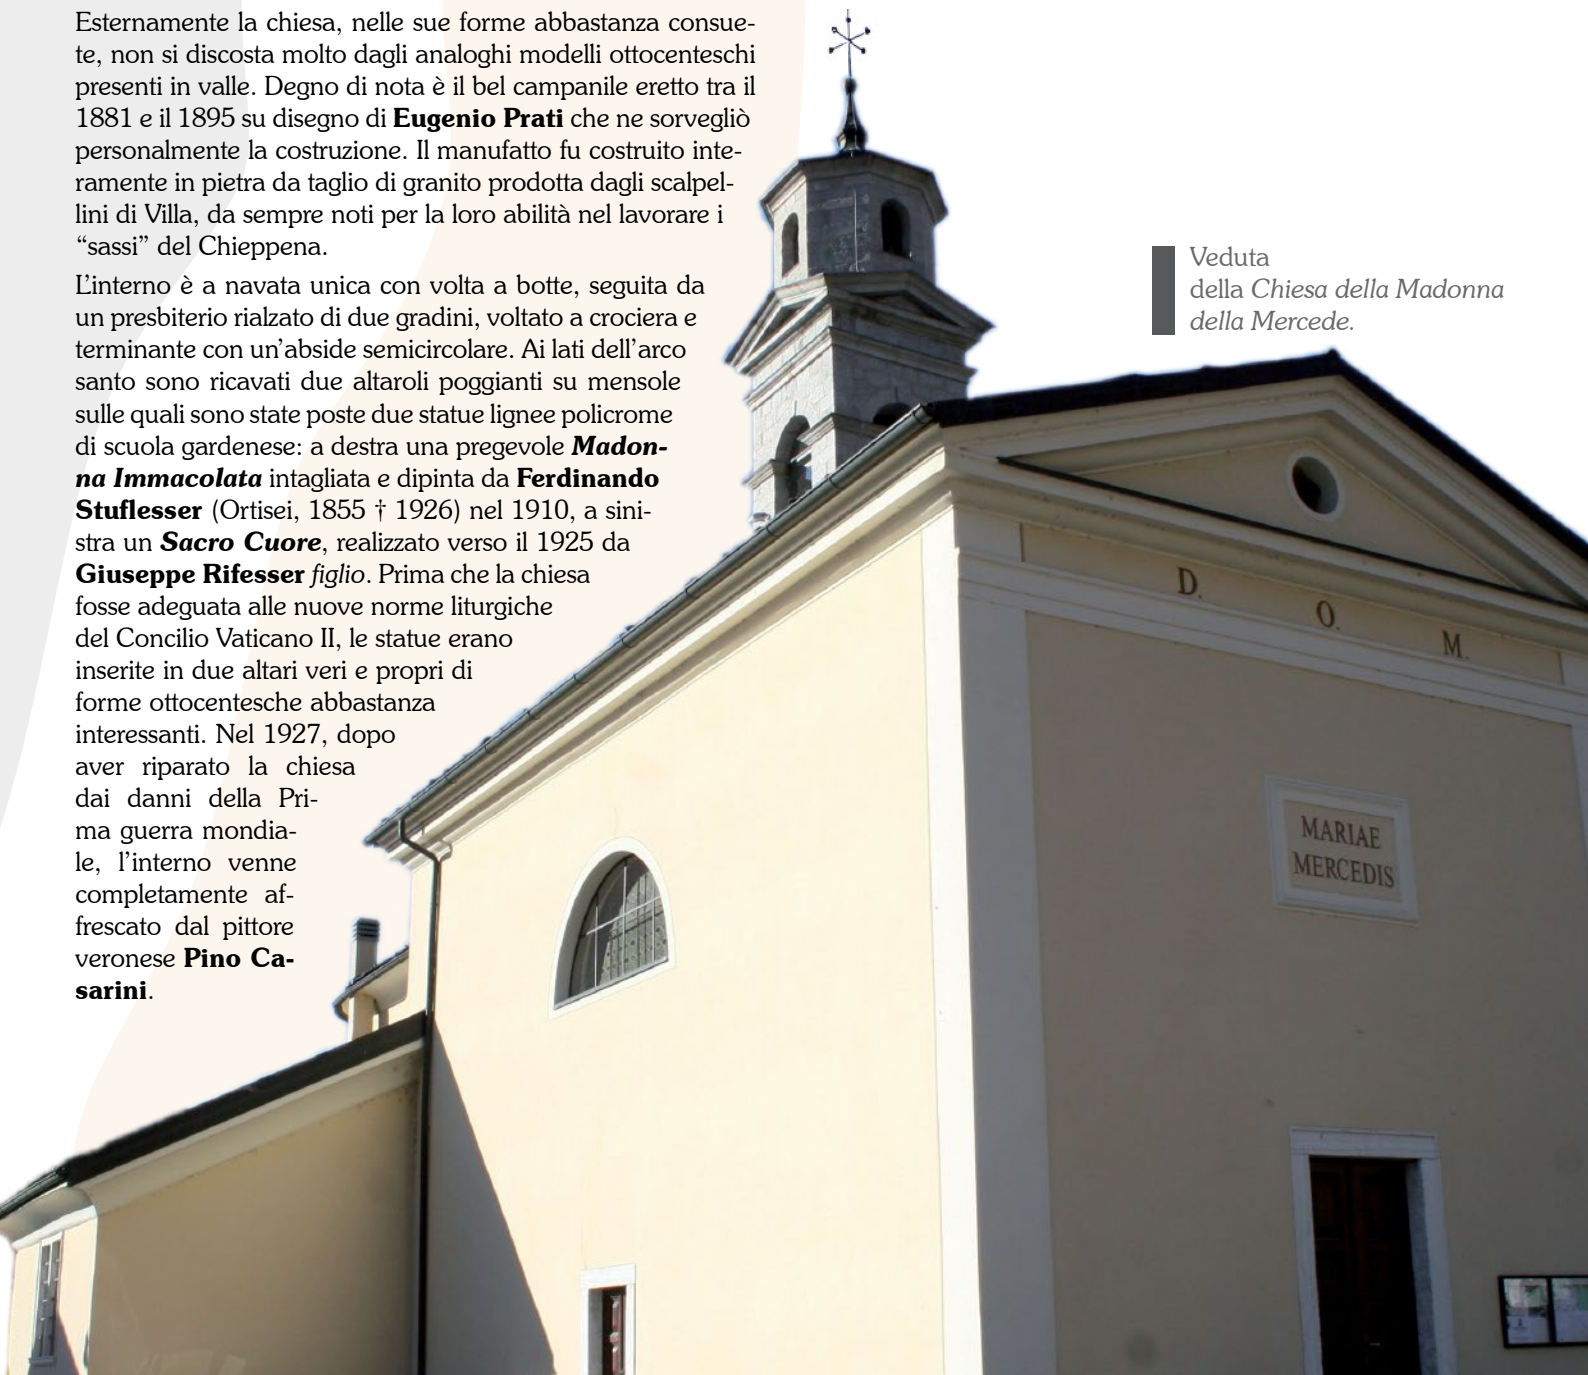 Esternamente la chiesa, nelle sue forme abbastanza consue-
te, non si discosta molto dagli analoghi modelli ottocenteschi
presenti in valle. Degno di nota è il bel campanile eretto tra il
1881 e il 1895 su disegno di Eugenio Prati che ne sorvegliò
personalmente la costruzione. Il manufatto fu costruito inte-
ramente in pietra da taglio di granito prodotta dagli scalpel-
lini di Villa, da sempre noti per la loro abilità nel lavorare i
“sassi” del Chieppena.
L’interno è a navata unica con volta a botte, seguita da
un presbiterio rialzato di due gradini, voltato a crociera e
terminante con un’abside semicircolare. Ai lati dell’arco
santo sono ricavati due altaroli poggianti su mensole
sulle quali sono state poste due statue lignee policrome
di scuola gardenese: a destra una pregevole Madon-
na Immacolata intagliata e dipinta da Ferdinando
Stuflesser (Ortisei, 1855 † 1926) nel 1910, a sini-
stra un Sacro Cuore, realizzato verso il 1925 da
Giuseppe Rifesser figlio. Prima che la chiesa
fosse adeguata alle nuove norme liturgiche
del Concilio Vaticano II, le statue erano
inserite in due altari veri e propri di
forme ottocentesche abbastanza
interessanti. Nel 1927, dopo
aver riparato la chiesa
dai danni della Pri-
ma guerra mondia-
le, l’interno venne
completamente af-
frescato dal pittore
veronese Pino Ca-
sarini.
Veduta
della Chiesa della Madonna
della Mercede.
D. O. M.
MARIAE
MERCEDIS